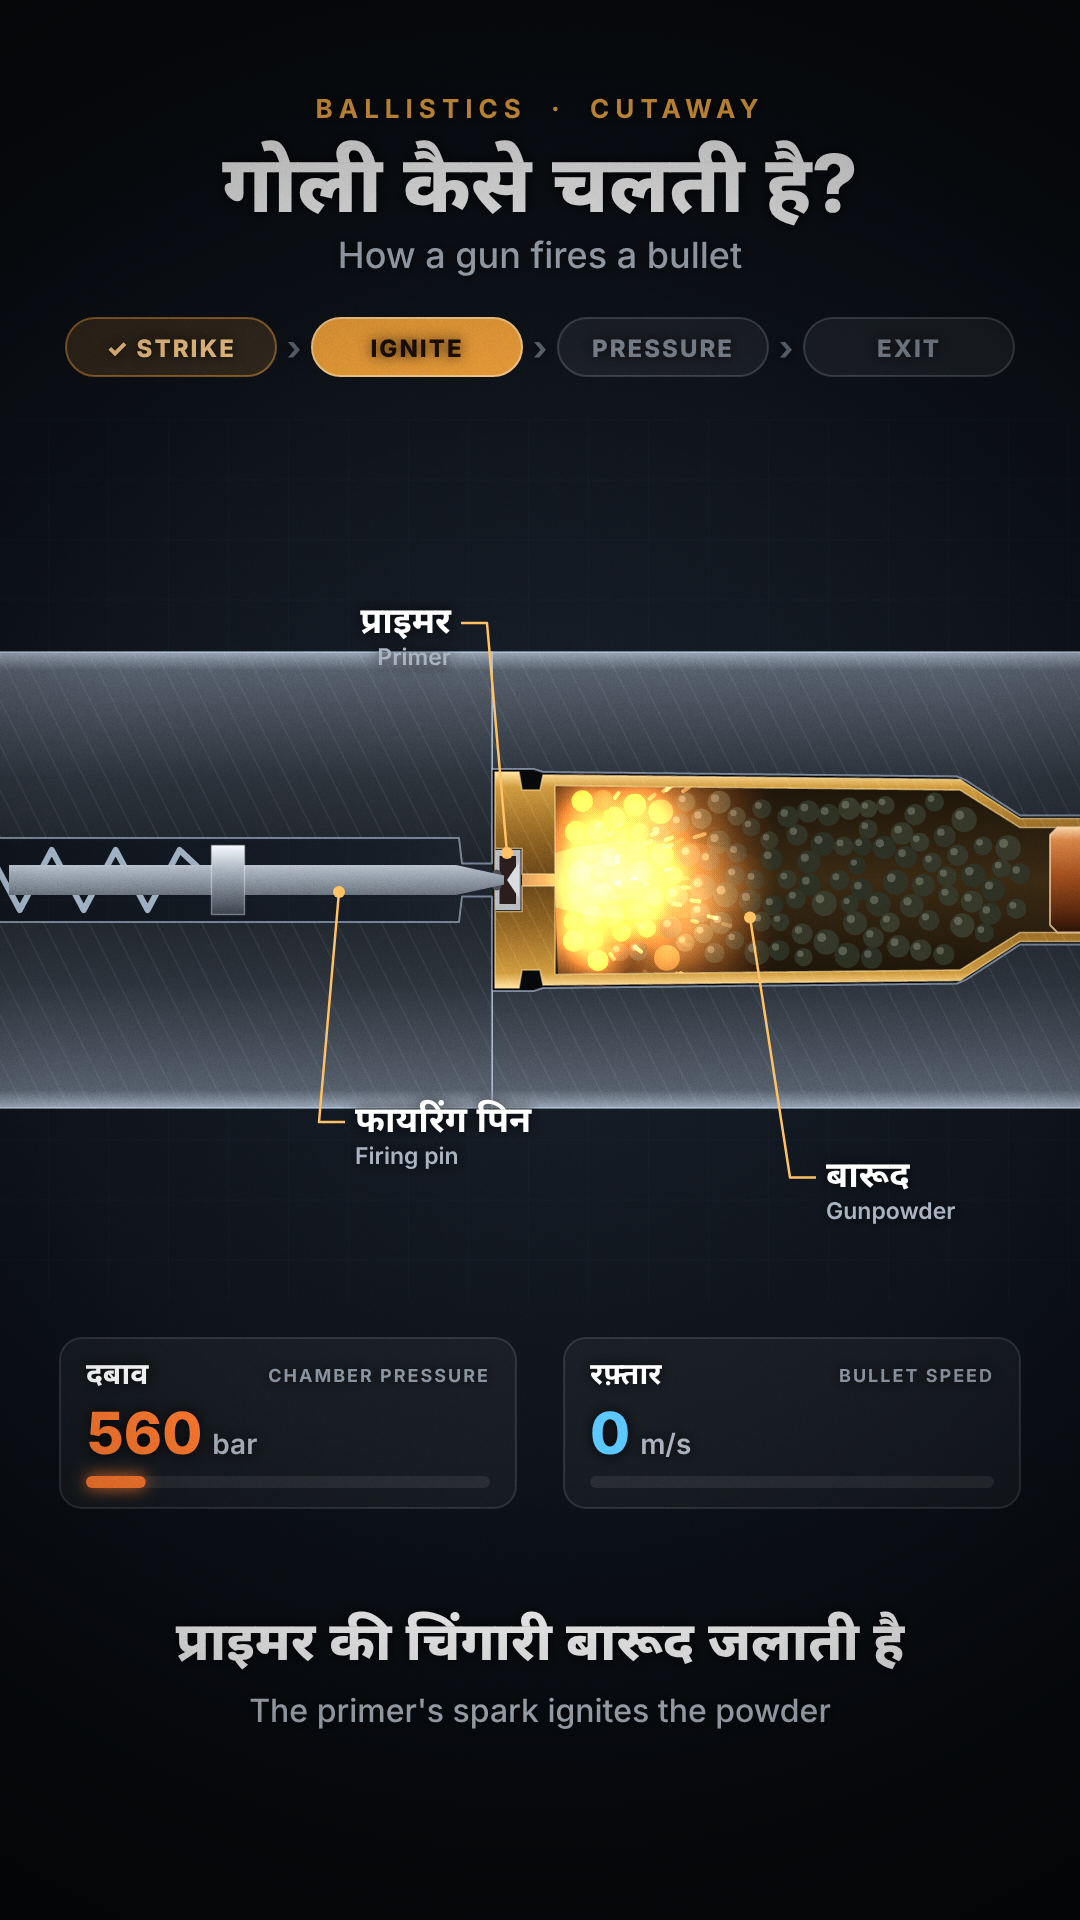 BALLISTICS · CUTAWAY
गोली कैसे चलती है?
How a gun fires a bullet
✓ STRIKE › IGNITE › PRESSURE › EXIT
प्राइमर
Primer
फायरिंग पिन
Firing pin
बारूद
Gunpowder
दबाव CHAMBER PRESSURE
560 bar
रफ़्तार BULLET SPEED
0 m/s
प्राइमर की चिंगारी बारूद जलाती है
The primer's spark ignites the powder